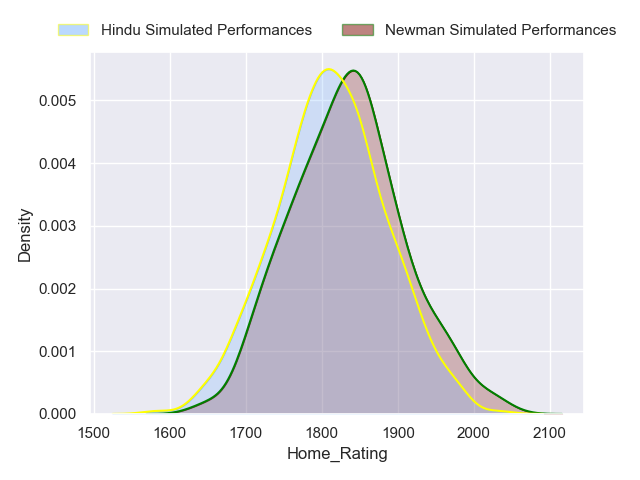 Hindu Simulated Performances
Newman Simulated Performances
0.005
0.004
0.003
0.002
0.001
0.000
Density
1500 1600 1700 1800 1900 2000 2100
Home_Rating